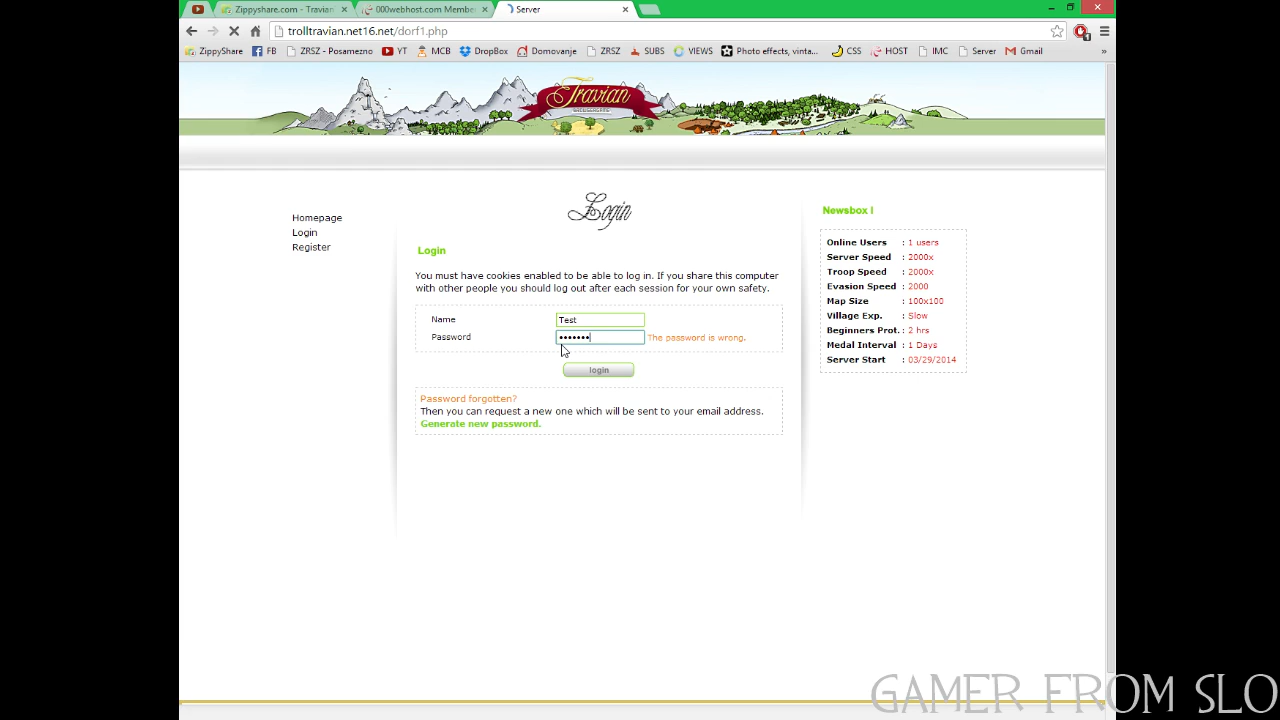 Zippyshare.com - Travian
000webhost.com Membe
Server
trolltravian.net16.net/dorf1.php
ZippyShare FB ZRSZ - Posamezno YT MCB DropBox Domovanje ZRSZ SUBS VIEWS Photo effects, vinta... CSS HOST IMC Server Gmail »
Travian
Login
Homepage
Login
Register
Login
You must have cookies enabled to be able to log in. If you share this computer
with other people you should log out after each session for your own safety.
Name Test
Password ••••••• The password is wrong.
login
Password forgotten?
Then you can request a new one which will be sent to your email address.
Generate new password.
Newsbox I
Online Users : 1 users
Server Speed : 2000x
Troop Speed : 2000x
Evasion Speed : 2000
Map Size : 100x100
Village Exp. : Slow
Beginners Prot. : 2 hrs
Medal Interval : 1 Days
Server Start : 03/29/2014
GAMER FROM SLO